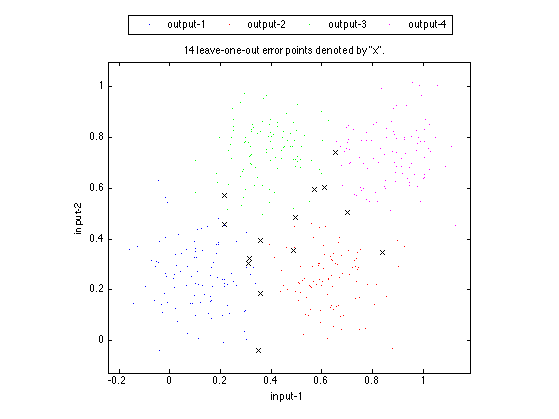 output-1 output-2 output-3 output-4
14 leave-one-out error points denoted by "x".
1
0.8
0.6
0.4
0.2
0
input-2
-0.2 0 0.2 0.4 0.6 0.8 1
input-1